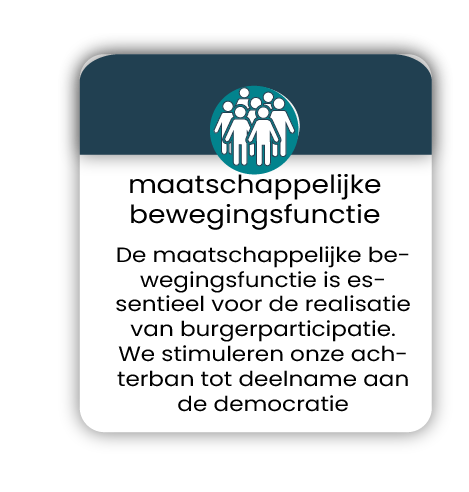 maatschappelijke
bewegingsfunctie
De maatschappelijke be-
wegingsfunctie is es-
sentieel voor de realisatie
van burgerparticipatie.
We stimuleren onze ach-
terban tot deelname aan
de democratie